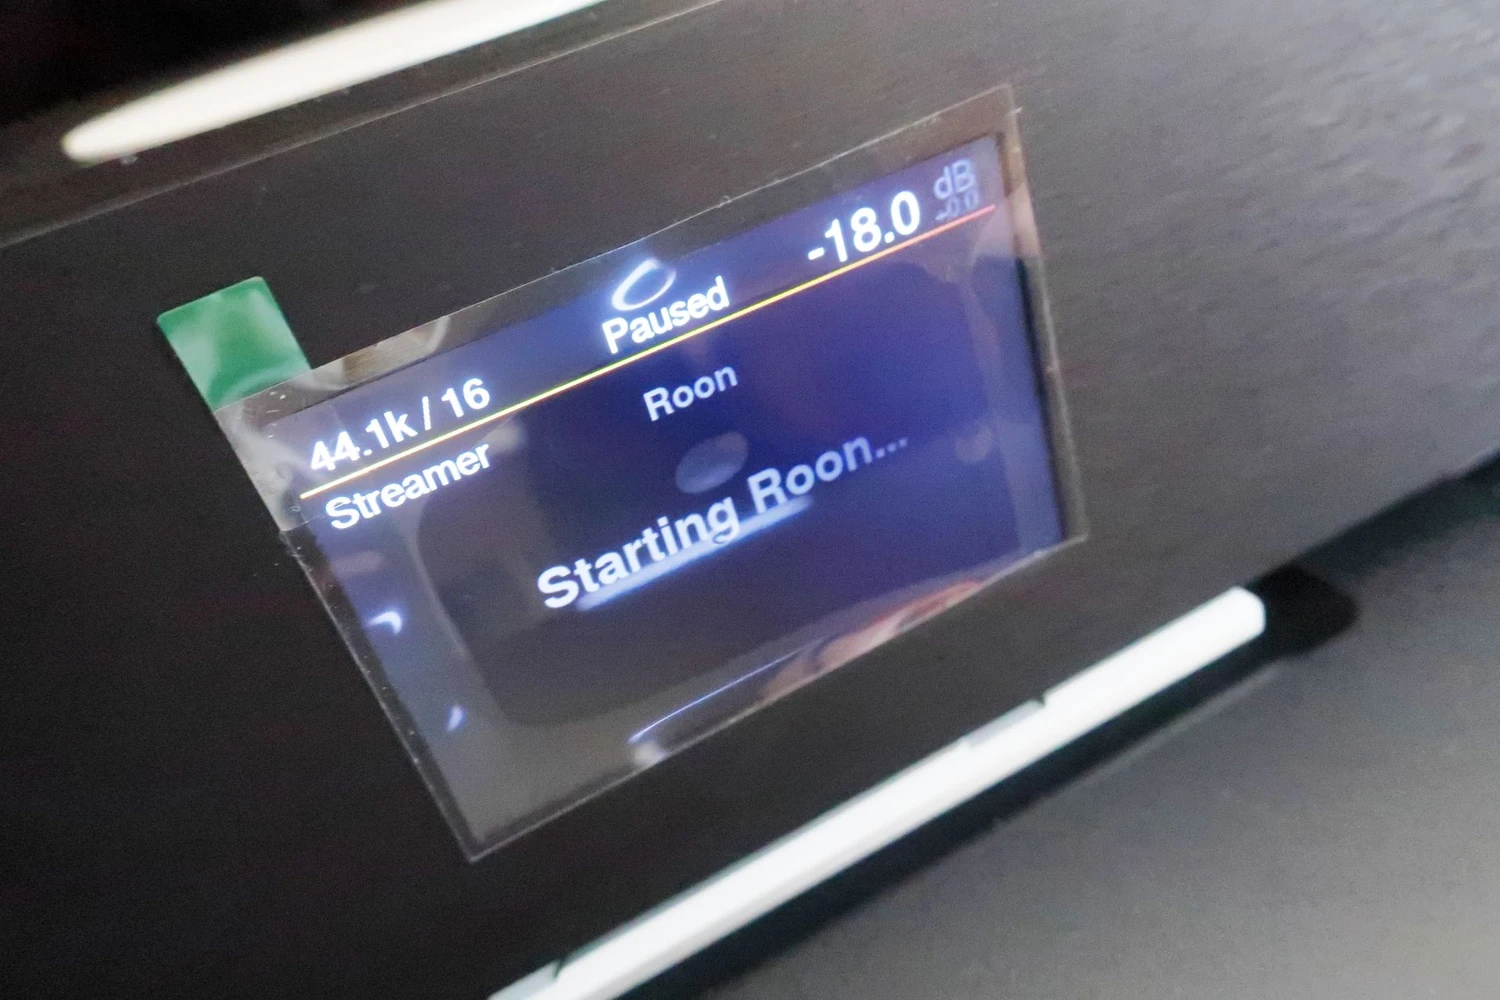 44.1k / 16
Paused
-18.0
dB
-0.0
Streamer
Roon
Starting Roon...